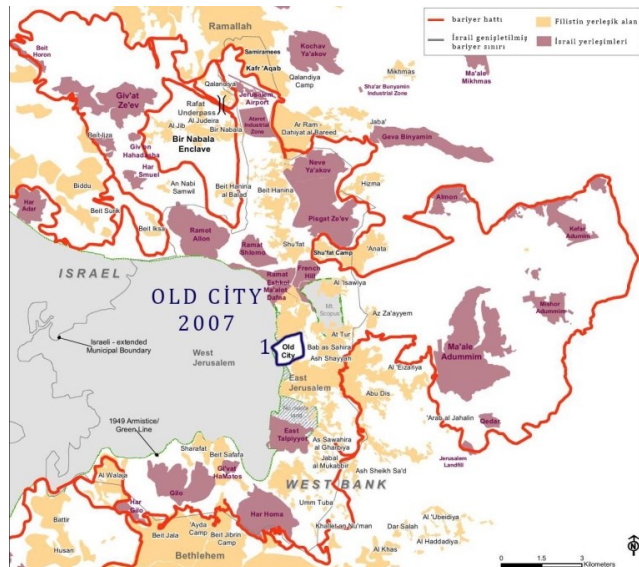 Ramallah
bariyer hattı
İsrail genişletilmiş
bariyer sınırı
Filistin yerleşik alan
İsrail yerleşimleri
Beit
Horon
Samiramees
Kafr 'Aqab
Kochav
Ya'akov
Qalandiya
Camp
Mikhmas
Ma'ale
Mikhmas
Sha'ar Bunyamin
Industrial Zone
Giv'at
Ze'ev
Qalandiya
Rafat
Underpass
Jerusalem
Airport
Atarot
Industrial
Zone
Al Judeira
Al Jib
Bir Nabala
Bir Nabala
Enclave
Ar Ram
Dahiyat al Bareed
Jaba'
Geva Binyamin
Beit-Iiza
Giv'on
Hahadasha
Har
Smuel
Biddu
An Nabi
Samwil
Beit Hanina
al Balad
Beit Hanina
Neve
Ya'akov
Hizma
Pisgat Ze'ev
Har
Adar
Beit Surik
Beit Iksa
Ramot
Allon
Ramat
Shlomo
Shu'fat
Shu'fat Camp
'Anata
Almon
Kefar
Adumim
ISRAEL
Ramat
Eshkol
Ma'alot
Dafna
French
Hill
Al 'Isawiya
Mt.
Scopus
OLD CİTY
2007
Az Za'ayyem
Mishor
Adummim
Israeli - extended
Municipal Boundary
West
Jerusalem
1
Old
City
At Tur
Bab as Sahira
Ash Shayyah
Ma'ale
Adummim
East
Jerusalem
Al 'Eizariya
Abu Dis
No man's
land
'Arab al Jahalin
Qedar
1949 Armistice/
Green Line
East
Talpiyyot
As Sawahira
al Gharbiya
Jabal
al Mukabbir
Ash Sheikh Sa'd
Jerusalem
Landfill
Sharafat
Beit Safafa
Al Walaja
Giv'at
HaMatos
WEST BANK
Gilo
Har
Gilo
Har Homa
Umm Tuba
Khallet an Nu'man
Al 'Ubeidiya
Dar Salah
Al Haddadiya
Battir
Husan
'Ayda
Camp
Beit Jala
Beit Jibrin
Camp
Bethlehem
Al Khas
0
1.5
3
Kilometers